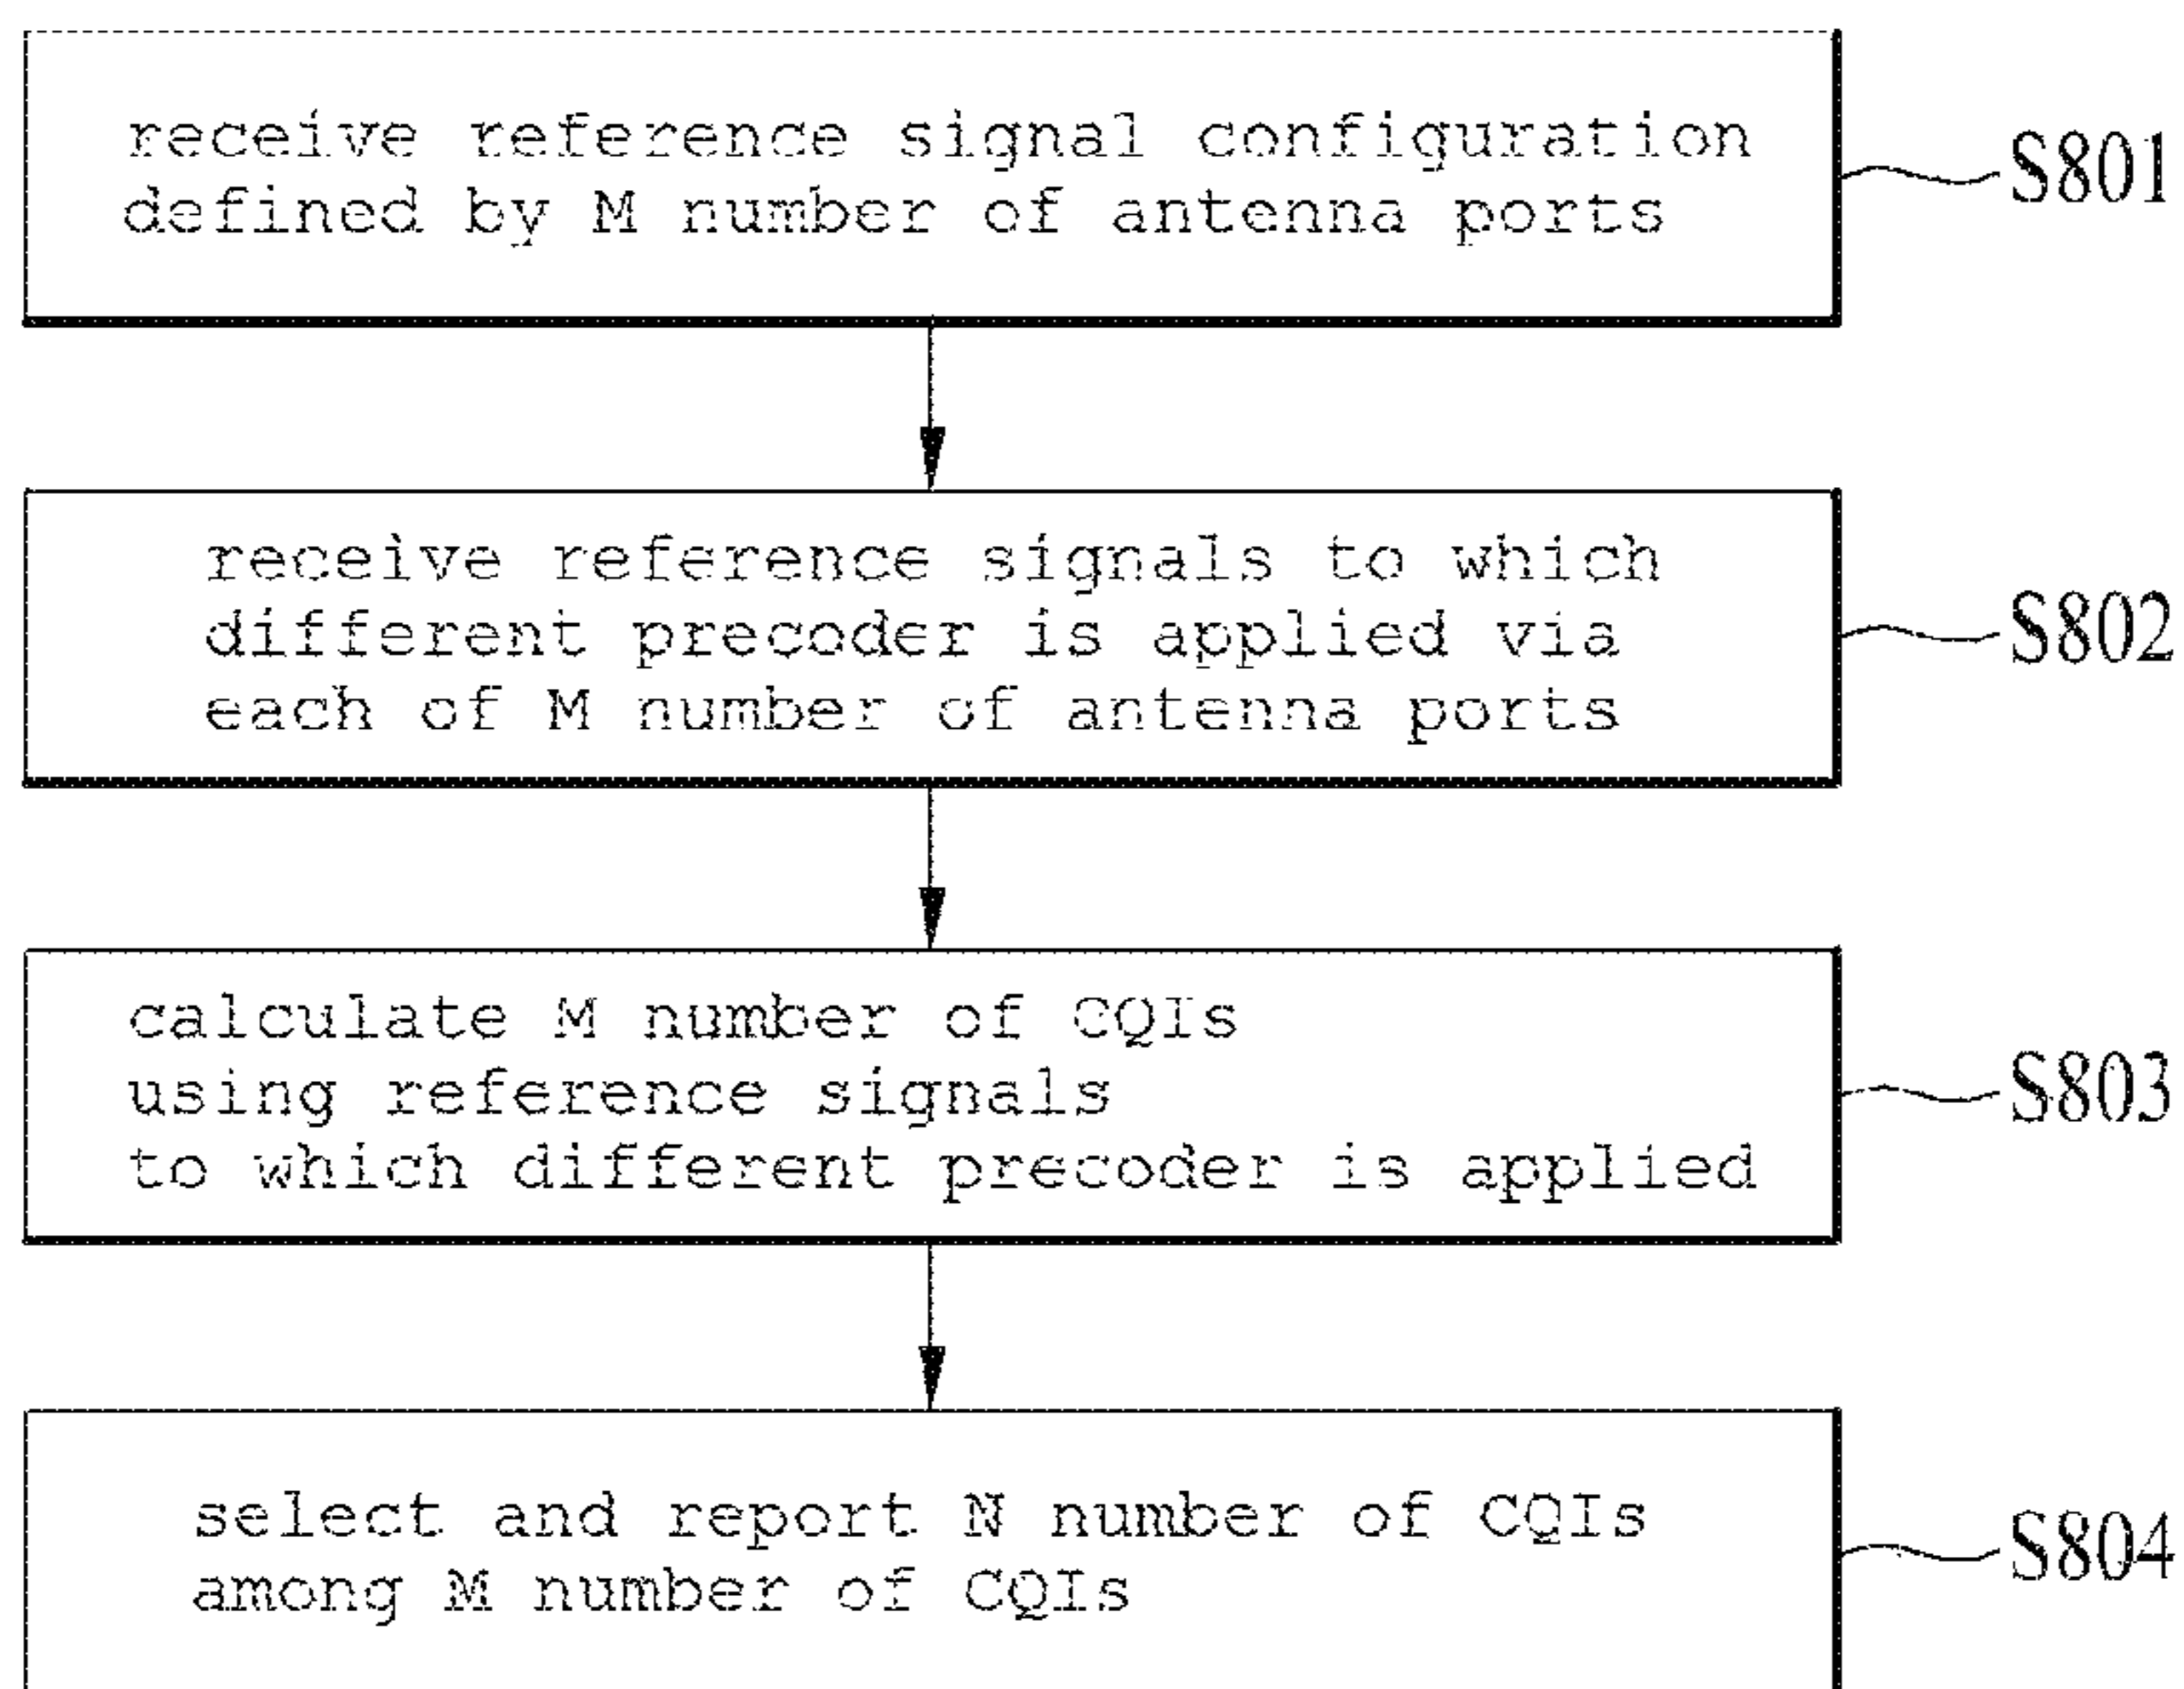 receive reference signal configuration
defined by M number of antenna ports
S801
receive reference signals to which
different precoder is applied via
each of M number of antenna ports
S802
calculate M number of CQIs
using reference signals
to which different precoder is applied
S803
select and report N number of CQIs
among M number of CQIs
S804